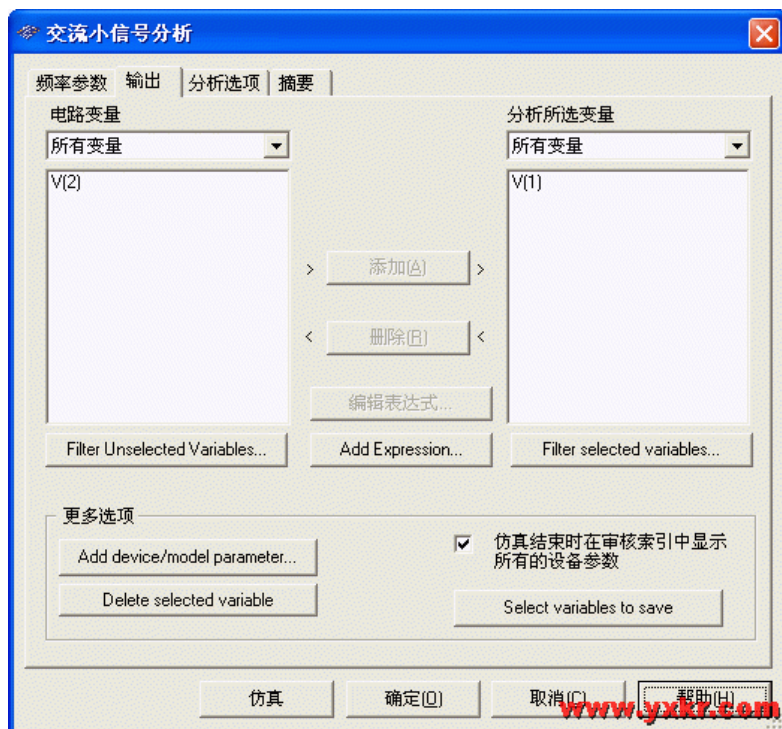 交流小信号分析
频率参数 输出 分析选项 摘要
电路变量
所有变量
V(2)
分析所选变量
所有变量
V(1)
> 添加(A) >
< 删除(R) <
编辑表达式...
Filter Unselected Variables...
Add Expression...
Filter selected variables...
更多选项
Add device/model parameter...
Delete selected variable
仿真结束时在审核索引中显示
所有的设备参数
Select variables to save
仿真 确定(O) 取消(C) 帮助(H)
www.yxkr.com